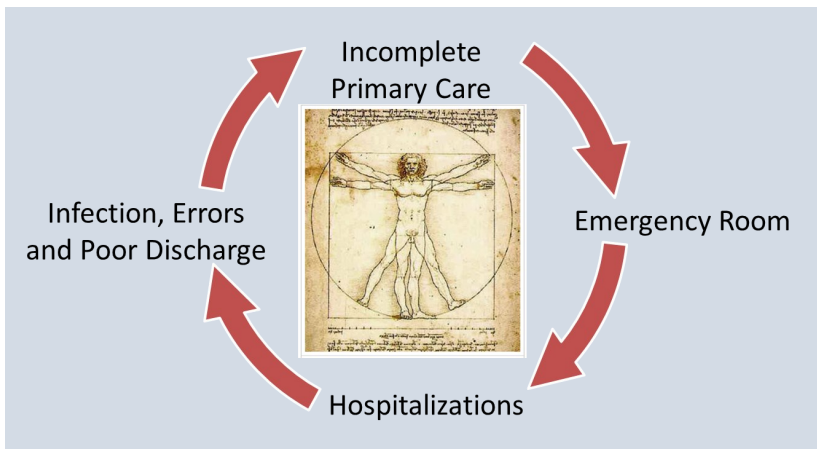 Incomplete
Primary Care
Emergency Room
Hospitalizations
Infection, Errors
and Poor Discharge